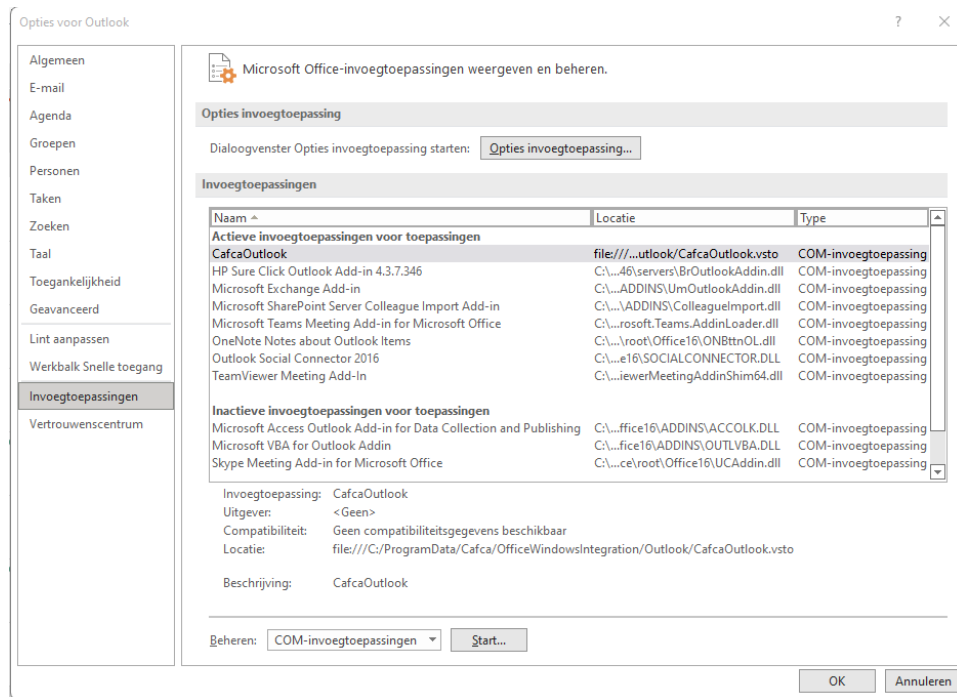 Opties voor Outlook
Algemeen
E-mail
Agenda
Groepen
Personen
Taken
Zoeken
Taal
Toegankelijkheid
Geavanceerd
Lint aanpassen
Werkbalk Snelle toegang
Invoegtoepassingen
Vertrouwenscentrum
Microsoft Office-invoegtoepassingen weergeven en beheren.
Opties invoegtoepassing
Dialoogvenster Opties invoegtoepassing starten: Opties invoegtoepassing...
Invoegtoepassingen
Naam Locatie Type
Actieve invoegtoepassingen voor toepassingen
CafcaOutlook file:///...utlook/CafcaOutlook.vsto COM-invoegtoepassing
HP Sure Click Outlook Add-in 4.3.7.346 C:\...46\servers\BrOutlookAddin.dll COM-invoegtoepassing
Microsoft Exchange Add-in C:\...ADDINS\UmOutlookAddin.dll COM-invoegtoepassing
Microsoft SharePoint Server Colleague Import Add-in C:\...\ADDINS\ColleagueImport.dll COM-invoegtoepassing
Microsoft Teams Meeting Add-in for Microsoft Office C:\...rosoft.Teams.AddinLoader.dll COM-invoegtoepassing
OneNote Notes about Outlook Items C:\...\root\Office16\ONBttnOL.dll COM-invoegtoepassing
Outlook Social Connector 2016 C:\...e16\SOCIALCONNECTOR.DLL COM-invoegtoepassing
TeamViewer Meeting Add-In C:\...iewerMeetingAddinShim64.dll COM-invoegtoepassing
Inactieve invoegtoepassingen voor toepassingen
Microsoft Access Outlook Add-in for Data Collection and Publishing C:\...ffice16\ADDINS\ACCOLK.DLL COM-invoegtoepassing
Microsoft VBA for Outlook Addin C:\...fice16\ADDINS\OUTLVBA.DLL COM-invoegtoepassing
Skype Meeting Add-in for Microsoft Office C:\...ce\root\Office16\UCAddin.dll COM-invoegtoepassing
Invoegtoepassing: CafcaOutlook
Uitgever: <Geen>
Compatibiliteit: Geen compatibiliteitsgegevens beschikbaar
Locatie: file:///C:/ProgramData/Cafca/OfficeWindowsIntegration/Outlook/CafcaOutlook.vsto
Beschrijving: CafcaOutlook
Beheren: COM-invoegtoepassingen Start...
OK Annuleren